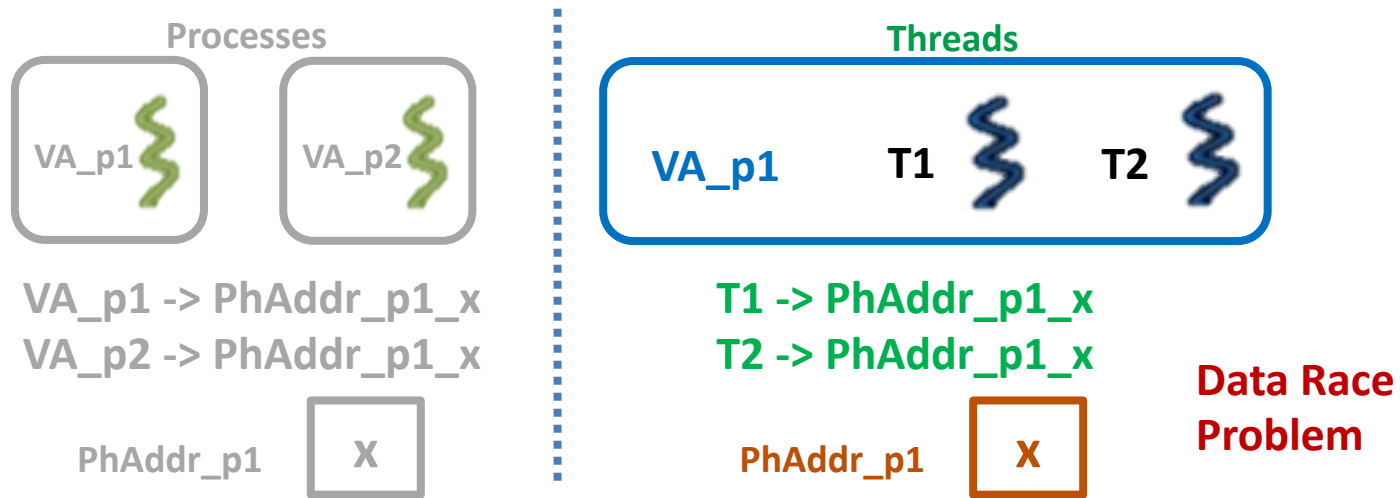 Processes
VA_p1
VA_p2
VA_p1 -> PhAddr_p1_x
VA_p2 -> PhAddr_p1_x
PhAddr_p1
x
Threads
VA_p1
T1
T2
T1 -> PhAddr_p1_x
T2 -> PhAddr_p1_x
PhAddr_p1
x
Data Race
Problem